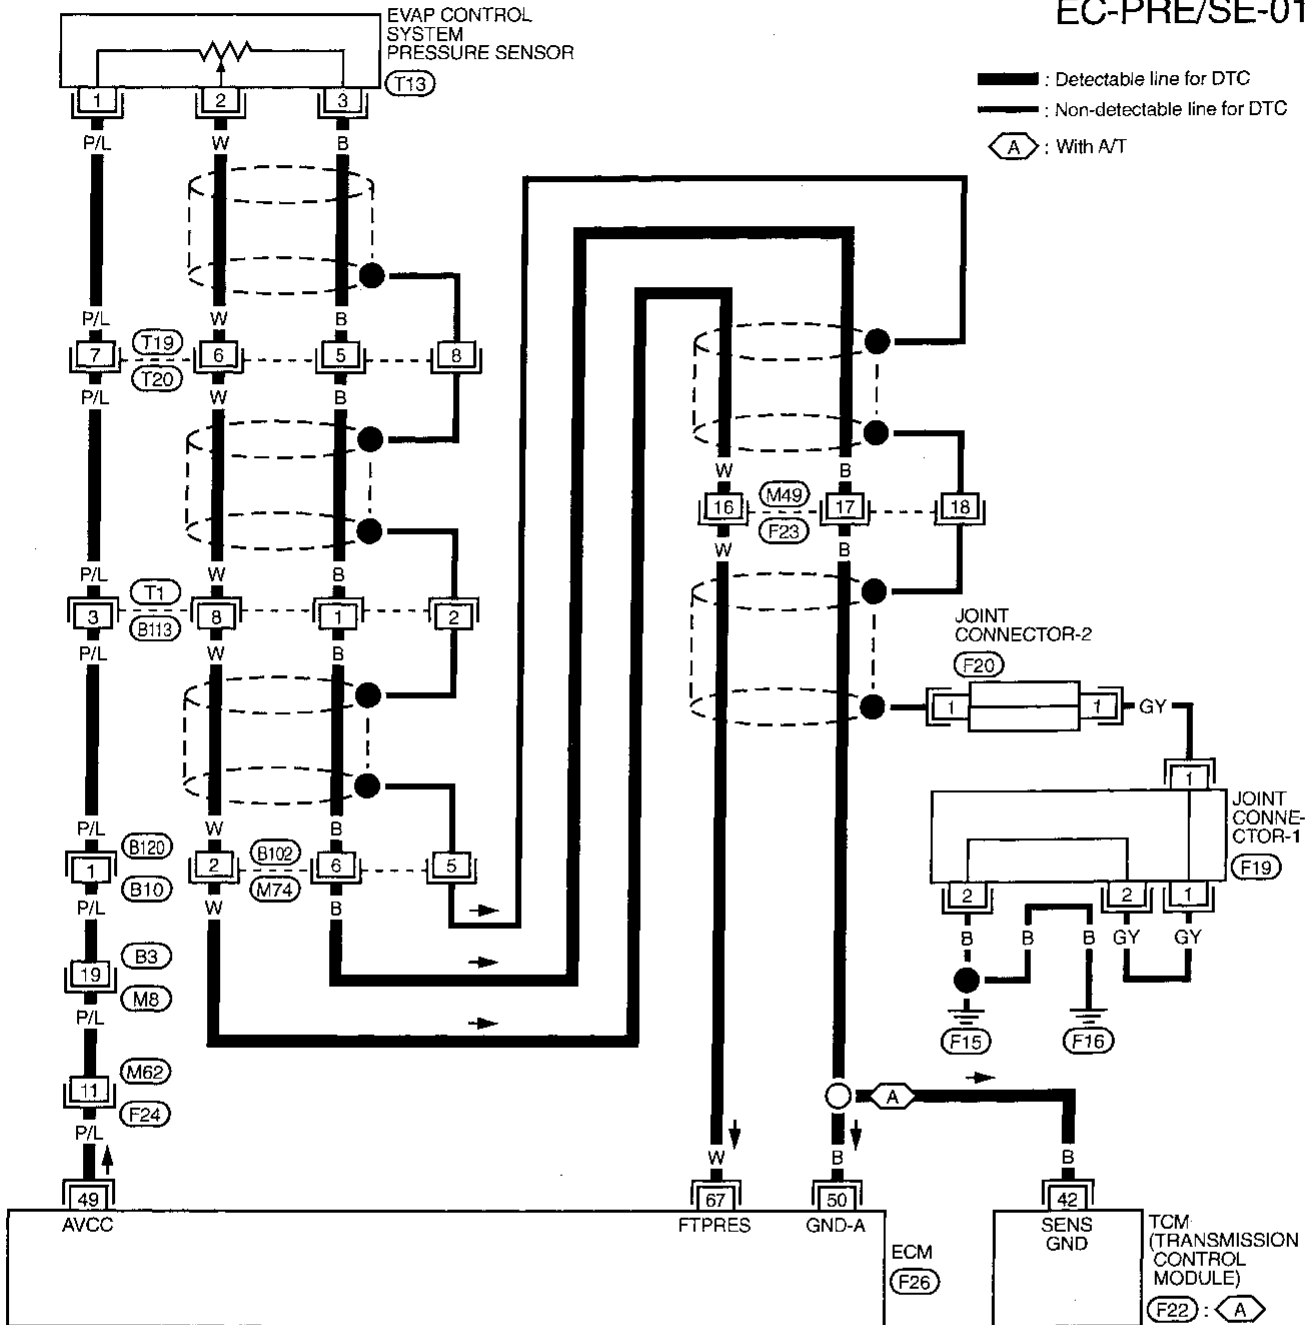 EC-PRE/SE-01
EVAP CONTROL
SYSTEM
PRESSURE SENSOR
T13
: Detectable line for DTC
: Non-detectable line for DTC
A : With A/T
1 2 3
P/L W B
P/L W B
7 T19 6 5 8
T20
P/L W B
W B
16 M49 17 18
F23
W B
P/L W B
3 T1 8 1 2
B113
P/L W B
JOINT
CONNECTOR-2
F20
1 1 GY
1
JOINT
CONNE-
CTOR-1
F19
P/L W B
1 B120 2 B102 6 5
B10 M74
P/L W B
2 2 1
B B B GY GY
19 B3
M8
P/L
F15 F16
11 M62
F24
P/L
A
W B B
49 67 50 42
AVCC FTPRES GND-A
SENS
GND
ECM
F26
TCM
(TRANSMISSION
CONTROL
MODULE)
F22 : A